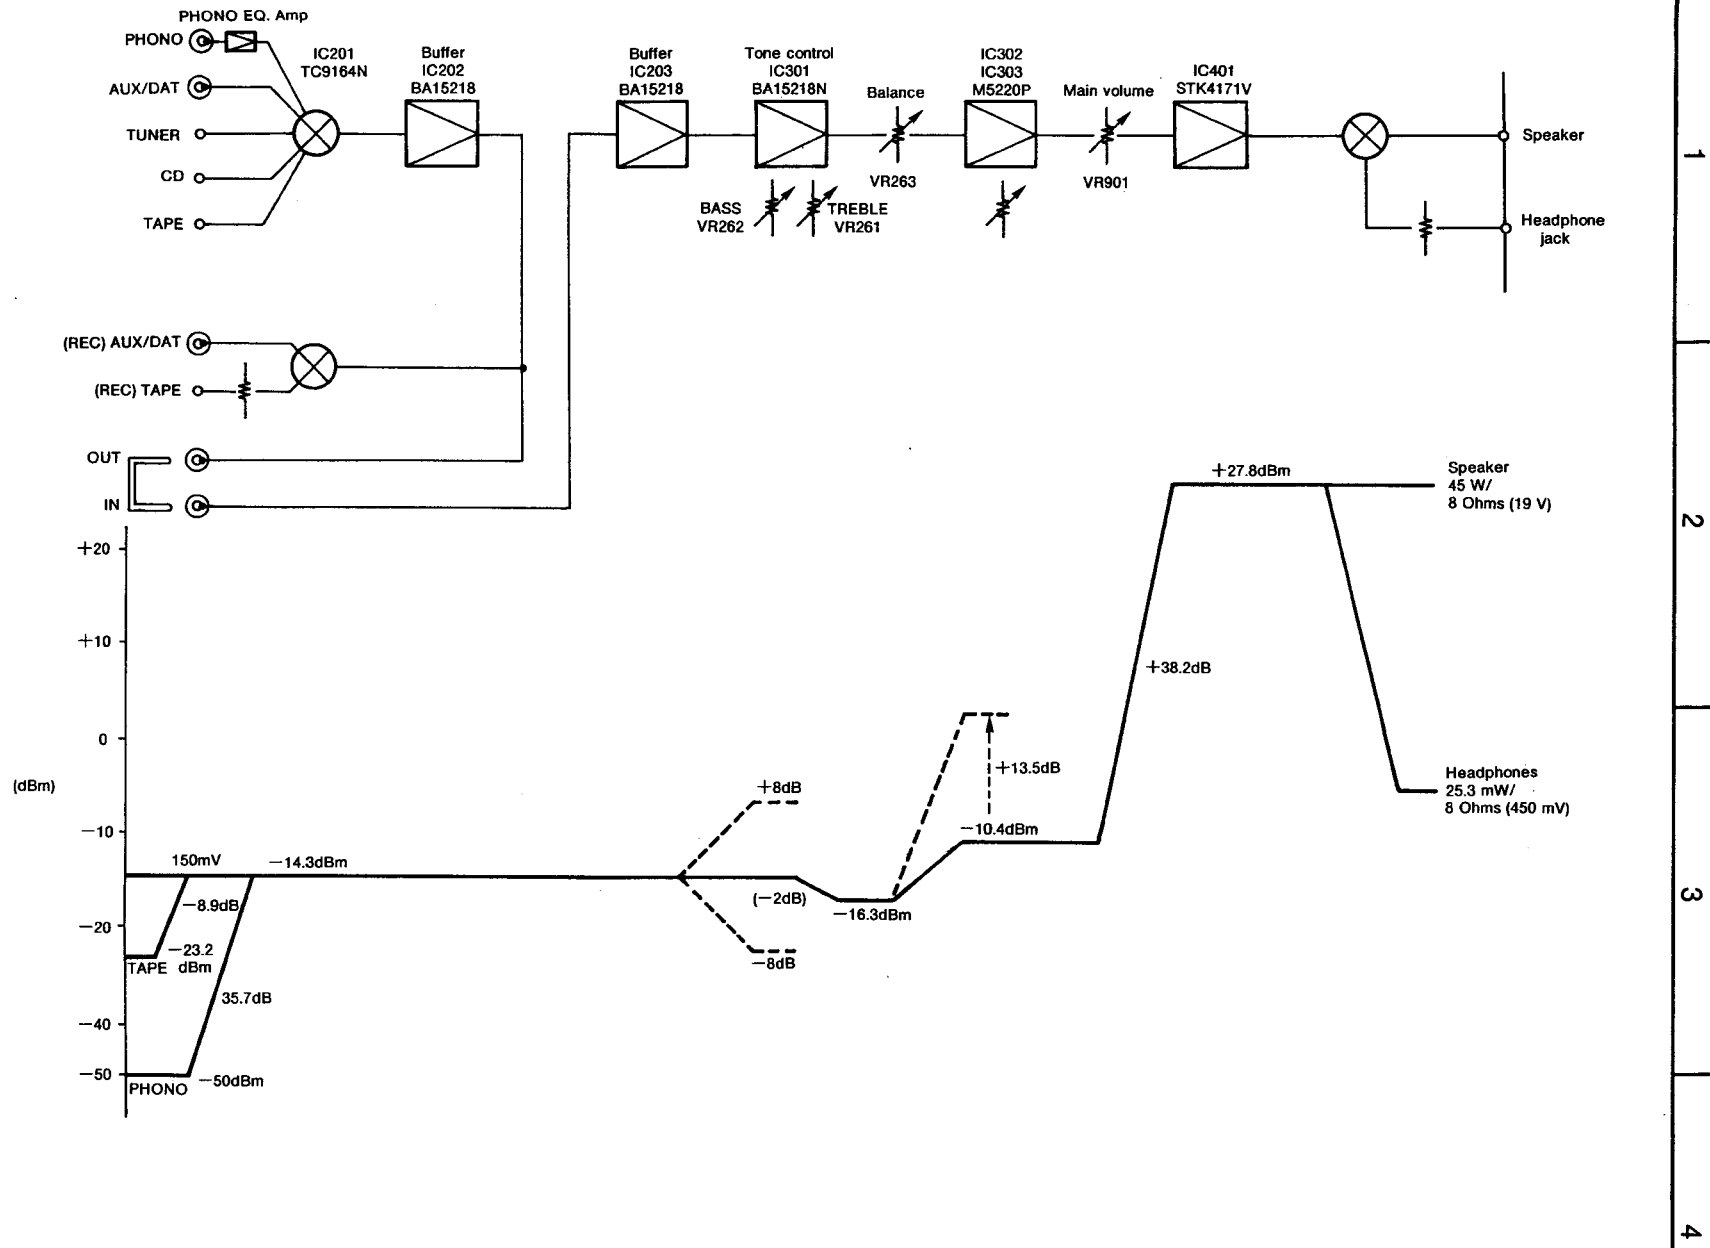 PHONO EQ. Amp
PHONO
AUX/DAT
TUNER
CD
TAPE
IC201
TC9164N
Buffer
IC202
BA15218
Buffer
IC203
BA15218
Tone control
IC301
BA15218N
BASS
VR262
TREBLE
VR261
Balance
VR263
IC302
IC303
M5220P
Main volume
VR901
IC401
STK4171V
Speaker
Headphone
jack
1
(REC) AUX/DAT
(REC) TAPE
OUT
IN
2
+20
+10
0
(dBm)
−10
−20
−40
−50
150mV
−14.3dBm
−8.9dB
−23.2
dBm
TAPE
35.7dB
−50dBm
PHONO
+8dB
(−2dB)
−8dB
−16.3dBm
+13.5dB
−10.4dBm
+38.2dB
+27.8dBm
Speaker
45 W/
8 Ohms (19 V)
Headphones
25.3 mW/
8 Ohms (450 mV)
3
4